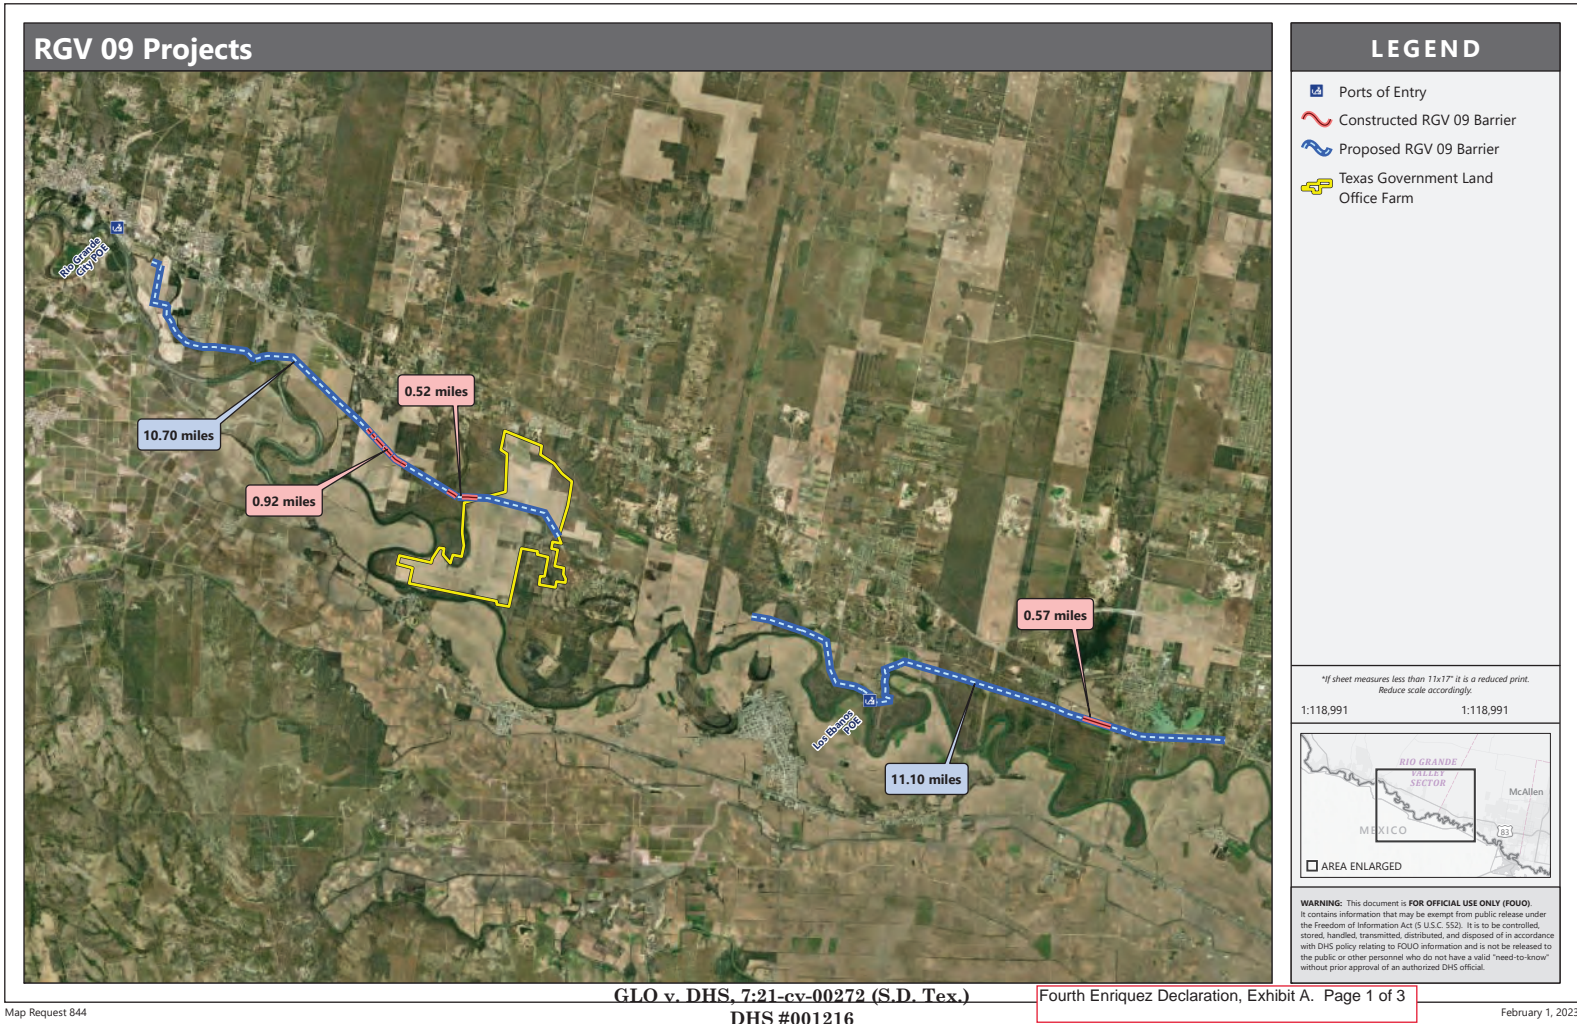 RGV 09 Projects
Rio Grande
City POE
10.70 miles
0.52 miles
0.92 miles
0.57 miles
Los Ebanos
POE
11.10 miles
LEGEND
Ports of Entry
Constructed RGV 09 Barrier
Proposed RGV 09 Barrier
Texas Government Land
Office Farm
*If sheet measures less than 11x17" it is a reduced print.
Reduce scale accordingly.
1:118,991 1:118,991
RIO GRANDE
VALLEY
SECTOR
McAllen
MEXICO
83
AREA ENLARGED
WARNING: This document is FOR OFFICIAL USE ONLY (FOUO).
It contains information that may be exempt from public release under
the Freedom of Information Act (5 U.S.C. 552). It is to be controlled,
stored, handled, transmitted, distributed, and disposed of in accordance
with DHS policy relating to FOUO information and is not be released to
the public or other personnel who do not have a valid "need-to-know"
without prior approval of an authorized DHS official.
GLO v. DHS, 7:21-cv-00272 (S.D. Tex.)
DHS #001216
Fourth Enriquez Declaration, Exhibit A. Page 1 of 3
Map Request 844
February 1, 2023